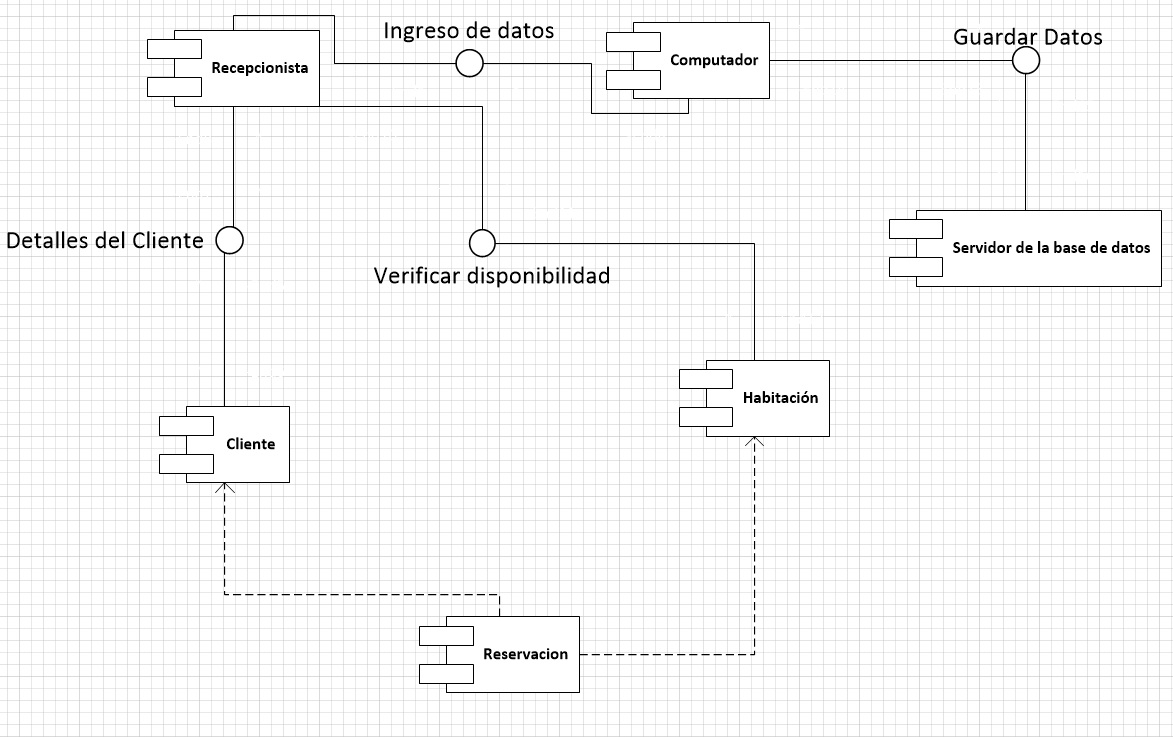 Ingreso de datos
Guardar Datos
Recepcionista
Computador
Detalles del Cliente
Servidor de la base de datos
Verificar disponibilidad
Habitación
Cliente
Reservacion